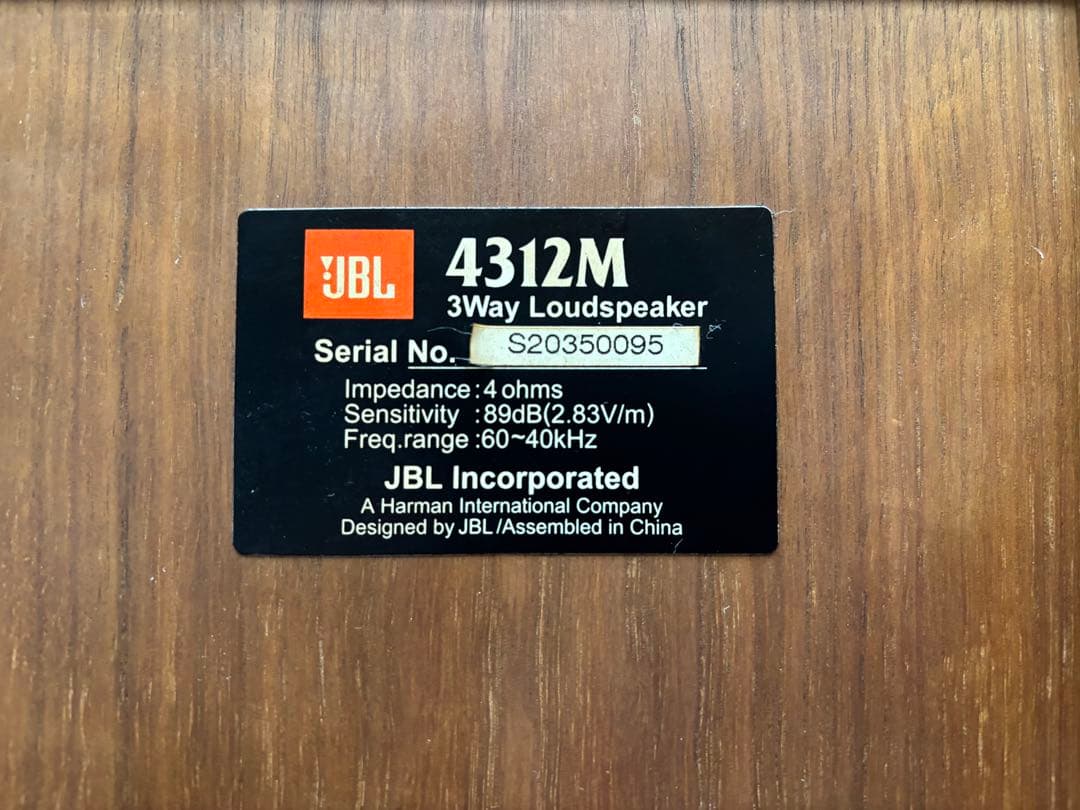 JBL
4312M
3Way Loudspeaker
Serial No. S20350095
Impedance:4 ohms
Sensitivity :89dB(2.83V/m)
Freq.range:60~40kHz
JBL Incorporated
A Harman International Company
Designed by JBL/Assembled in China